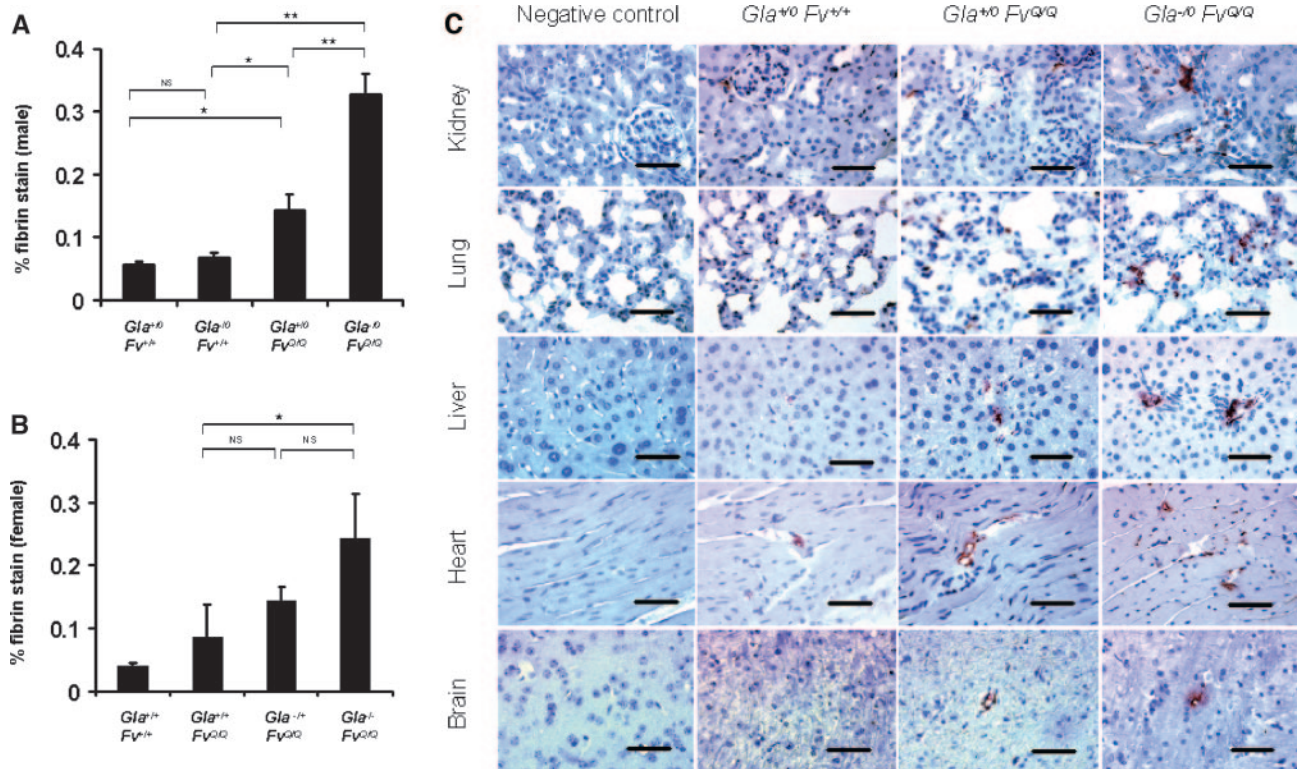 A
% fibrin stain (male)
0.4
0.3
0.2
0.1
0
**
**
*
NS
*
Gla+/0 Gla-/0 Gla+/0 Gla-/0
Fv+/+ Fv+/+ FvQ/Q FvQ/Q
B
% fibrin stain (female)
0.4
0.3
0.2
0.1
0
*
NS NS
Gla+/+ Gla+/+ Gla-/+ Gla-/-
Fv+/+ FvQ/Q FvQ/Q FvQ/Q
C
Negative control Gla+/0 Fv+/+ Gla+/0 FvQ/Q Gla-/0 FvQ/Q
Kidney
Lung
Liver
Heart
Brain